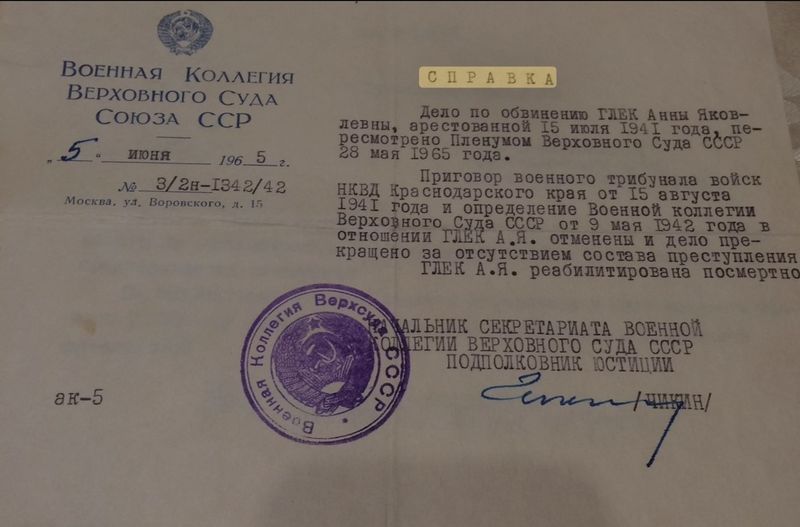 ВОЕННАЯ КОЛЛЕГИЯ
ВЕРХОВНОГО СУДА
СОЮЗА ССР
„5“ июня 1965 г.
№ 3/2н-1342/42
Москва, ул. Воровского, д. 15
СПРАВКА
Дело по обвинению ГЛЕК Анны Яков-
левны, арестованной 15 июля 1941 года, пе-
ресмотрено Пленумом Верховного Суда СССР
28 мая 1965 года.
Приговор военного трибунала войск
НКВД Краснодарского края от 15 августа
1941 года и определение Военной коллегии
Верховного Суда СССР от 9 мая 1942 года в
отношении ГЛЕК А.Я. отменены и дело пре-
кращено за отсутствием состава преступления
ГЛЕК А.Я. реабилитирована посмертно
НАЧАЛЬНИК СЕКРЕТАРИАТА ВОЕННОЙ
КОЛЛЕГИИ ВЕРХОВНОГО СУДА СССР
ПОДПОЛКОВНИК ЮСТИЦИИ
/ЧИКИН/
Военная Коллегия Верхсуда СССР
ак-5